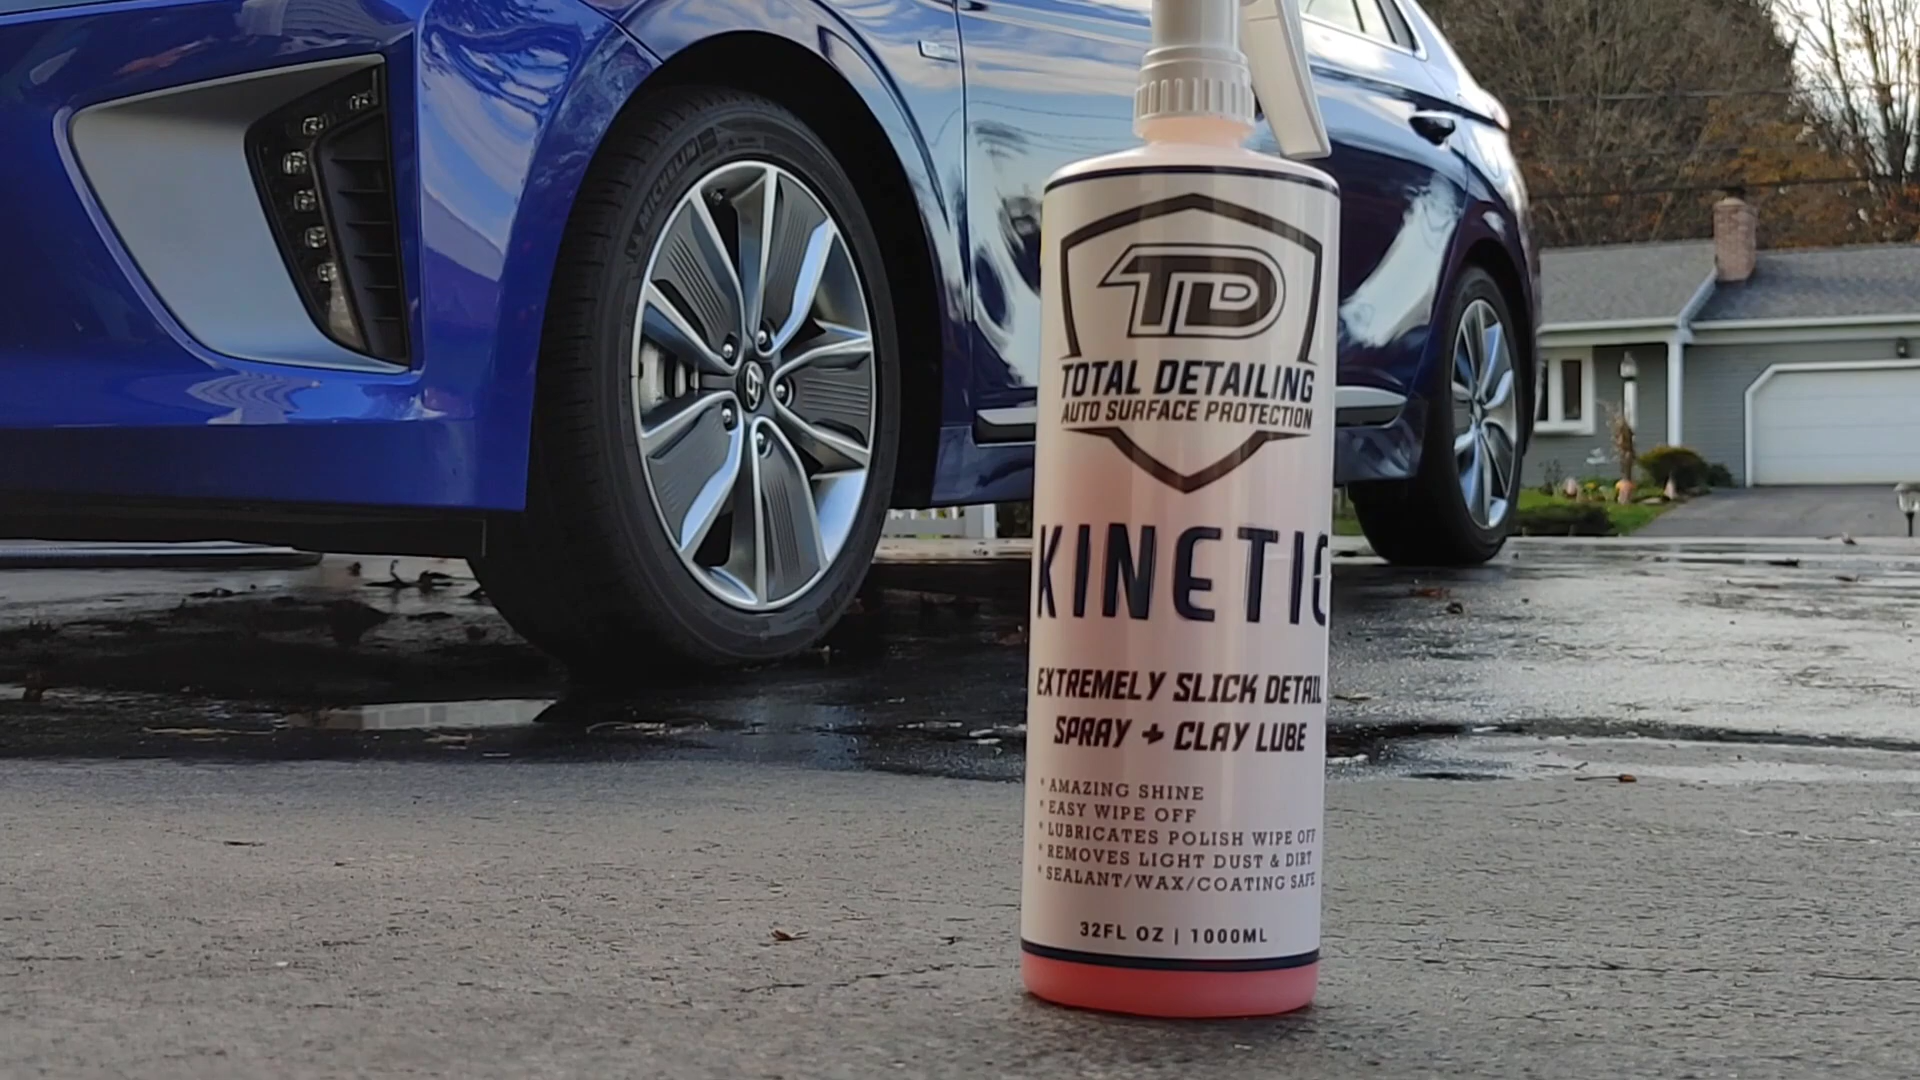 MICHELIN
TD
TOTAL DETAILING
AUTO SURFACE PROTECTION
KINETIC
EXTREMELY SLICK DETAIL
SPRAY + CLAY LUBE
* AMAZING SHINE
* EASY WIPE OFF
* LUBRICATES POLISH WIPE OFF
* REMOVES LIGHT DUST & DIRT
* SEALANT/WAX/COATING SAFE
32FL OZ | 1000ML